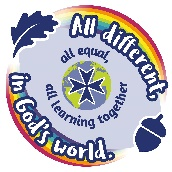 All different,
all equal,
all learning together
in God's world.